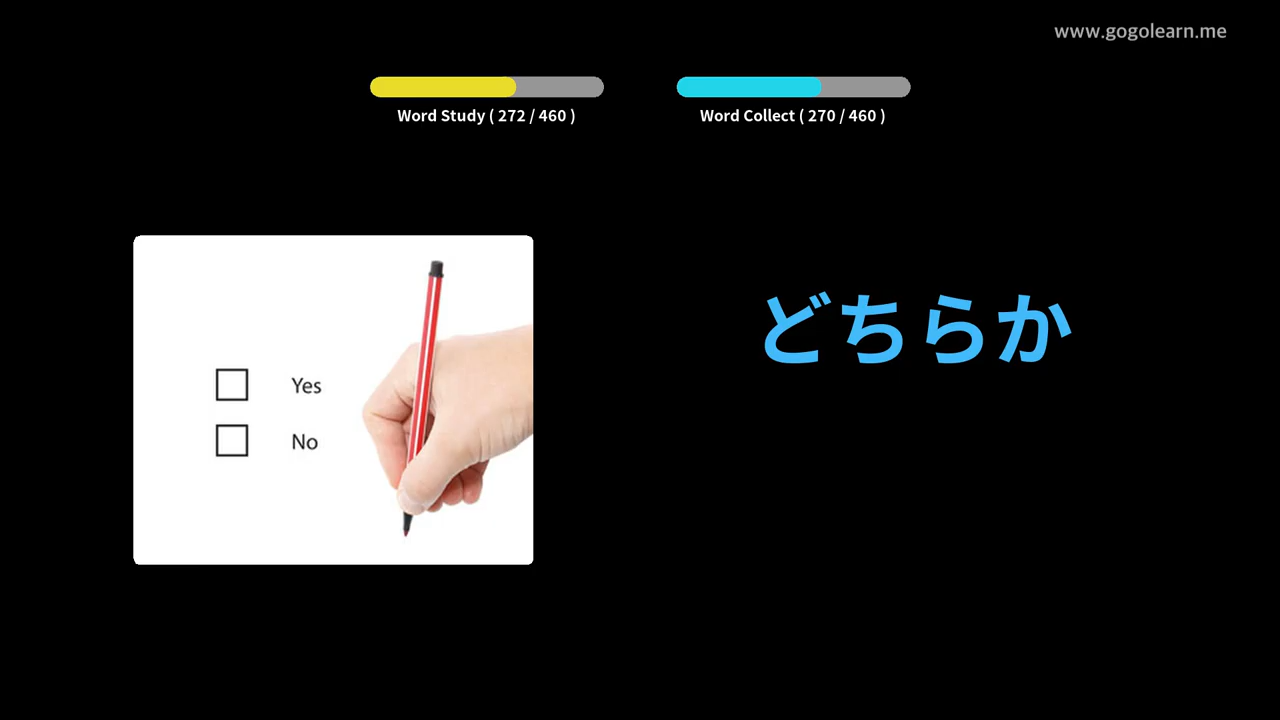 www.gogolearn.me
Word Study ( 272 / 460 )
Word Collect ( 270 / 460 )
Yes
No
どちらか